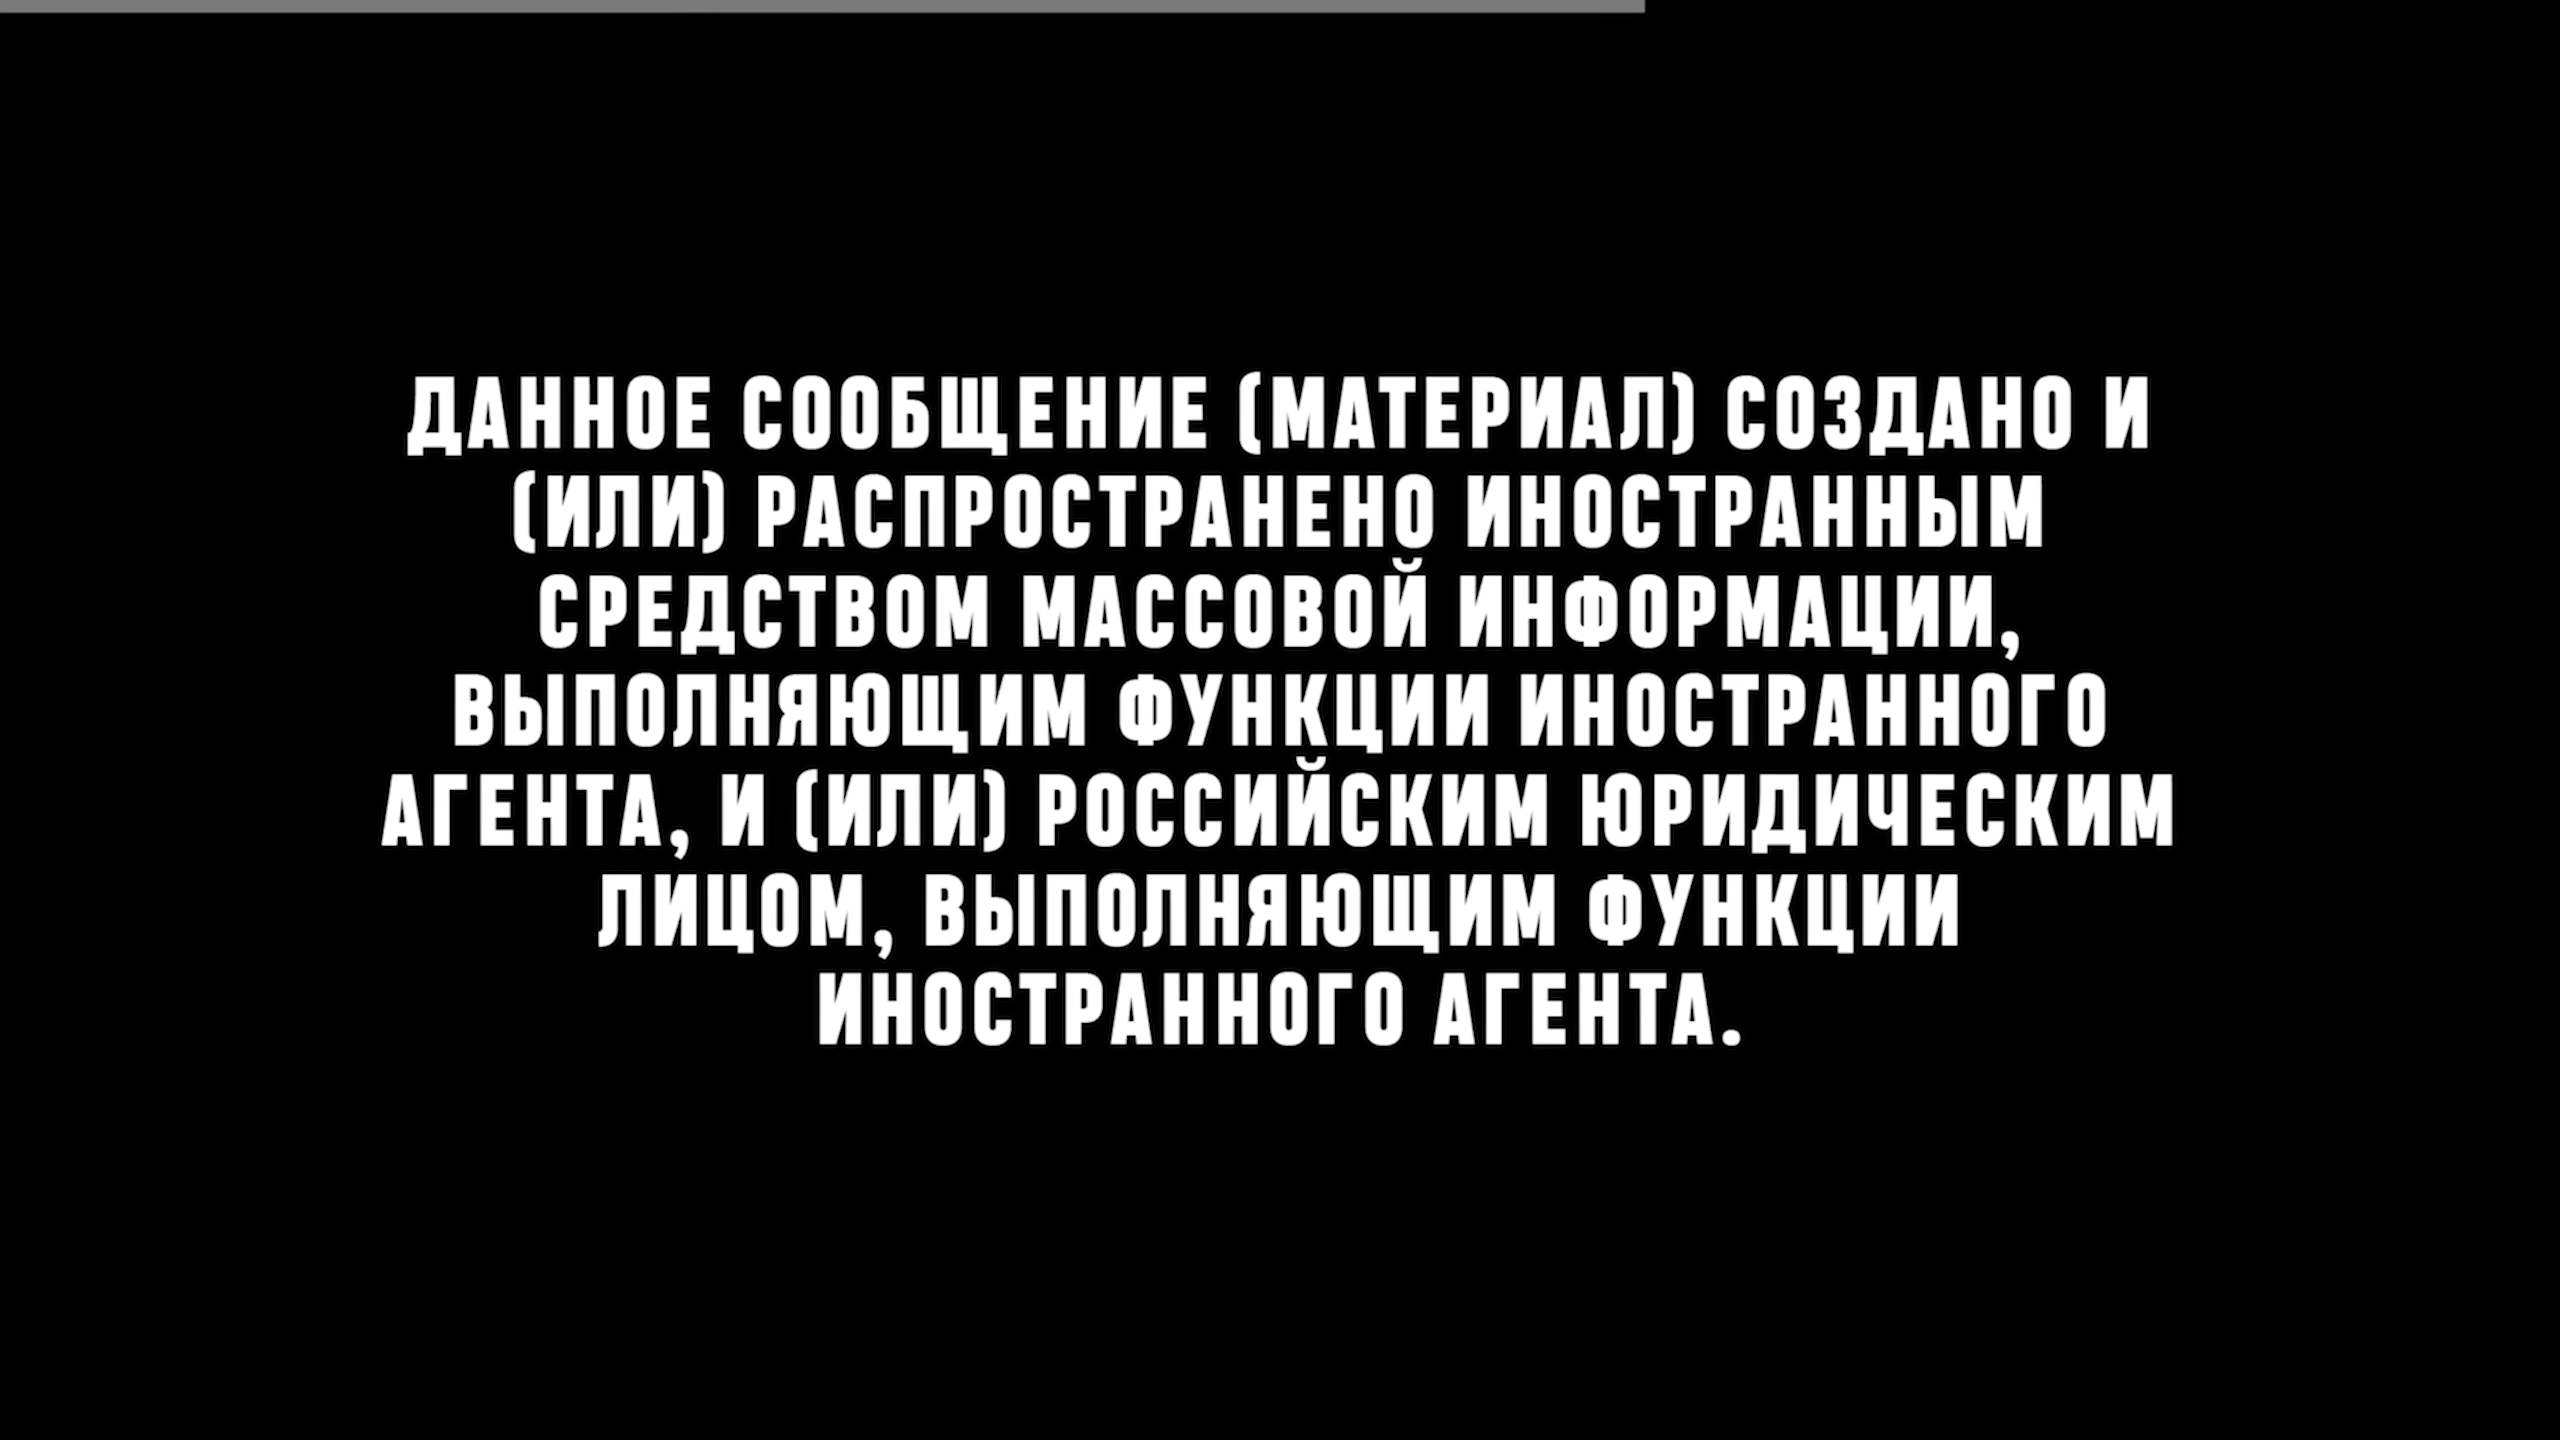 ДАННОЕ СООБЩЕНИЕ (МАТЕРИАЛ) СОЗДАНО И
(ИЛИ) РАСПРОСТРАНЕНО ИНОСТРАННЫМ
СРЕДСТВОМ МАССОВОЙ ИНФОРМАЦИИ,
ВЫПОЛНЯЮЩИМ ФУНКЦИИ ИНОСТРАННОГО
АГЕНТА, И (ИЛИ) РОССИЙСКИМ ЮРИДИЧЕСКИМ
ЛИЦОМ, ВЫПОЛНЯЮЩИМ ФУНКЦИИ
ИНОСТРАННОГО АГЕНТА.